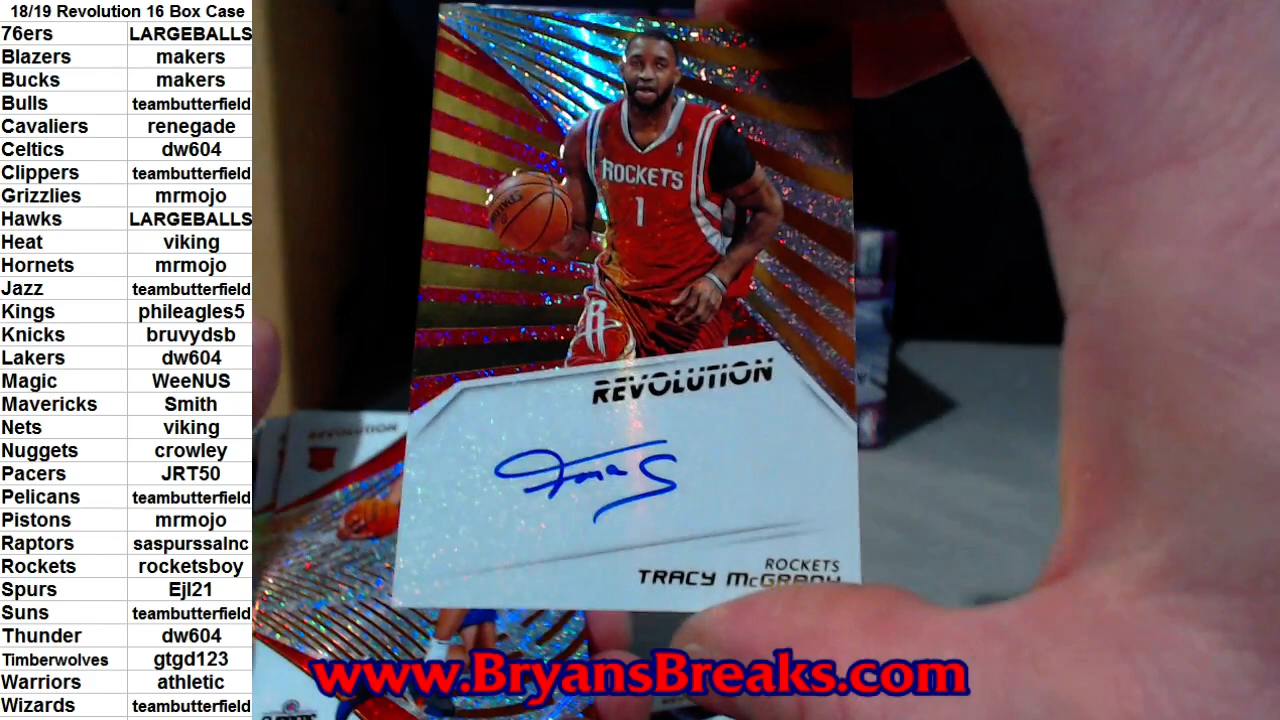 18/19 Revolution 16 Box Case
76ers LARGEBALLS
Blazers makers
Bucks makers
Bulls teambutterfield
Cavaliers renegade
Celtics dw604
Clippers teambutterfield
Grizzlies mrmojo
Hawks LARGEBALLS
Heat viking
Hornets mrmojo
Jazz teambutterfield
Kings phileagles5
Knicks bruvydsb
Lakers dw604
Magic WeeNUS
Mavericks Smith
Nets viking
Nuggets crowley
Pacers JRT50
Pelicans teambutterfield
Pistons mrmojo
Raptors saspurssalnc
Rockets rocketsboy
Spurs Ejl21
Suns teambutterfield
Thunder dw604
Timberwolves gtgd123
Warriors athletic
Wizards teambutterfield
ROCKETS
1
REVOLUTION
ROCKETS
TRACY McGRADY
REVOLUTION
www.BryansBreaks.com